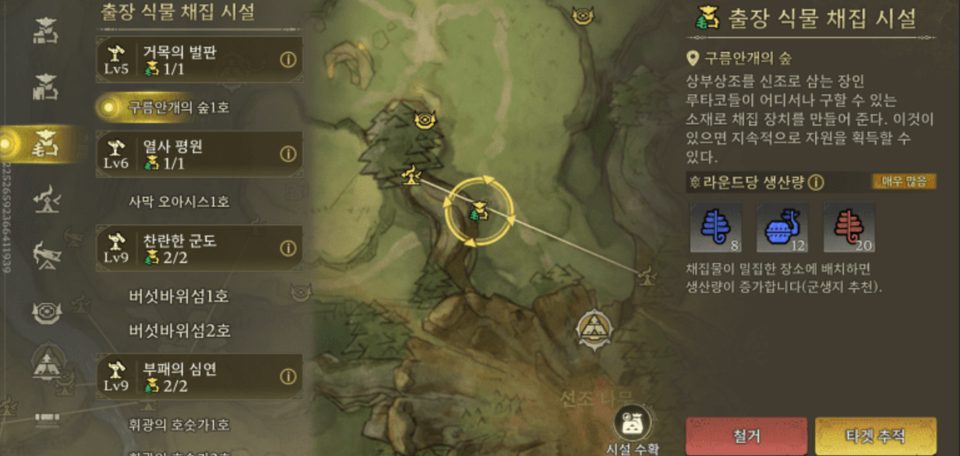 출장 식물 채집 시설
거목의 벌판
Lv5
1/1
구름안개의 숲1호
열사 평원
Lv6
1/1
사막 오아시스1호
찬란한 군도
Lv9
2/2
버섯바위섬1호
버섯바위섬2호
부패의 심연
Lv9
2/2
휘광의 호숫가1호
선조 나무
시설 수확
출장 식물 채집 시설
구름안개의 숲
상부상조를 신조로 삼는 장인
루타코들이 어디서나 구할 수 있는
소재로 채집 장치를 만들어 준다. 이것이
있으면 지속적으로 자원을 획득할 수
있다.
라운드당 생산량
매우 많음
8
12
20
채집물이 밀집한 장소에 배치하면
생산량이 증가합니다(군생지 추천).
철거
타겟 추적